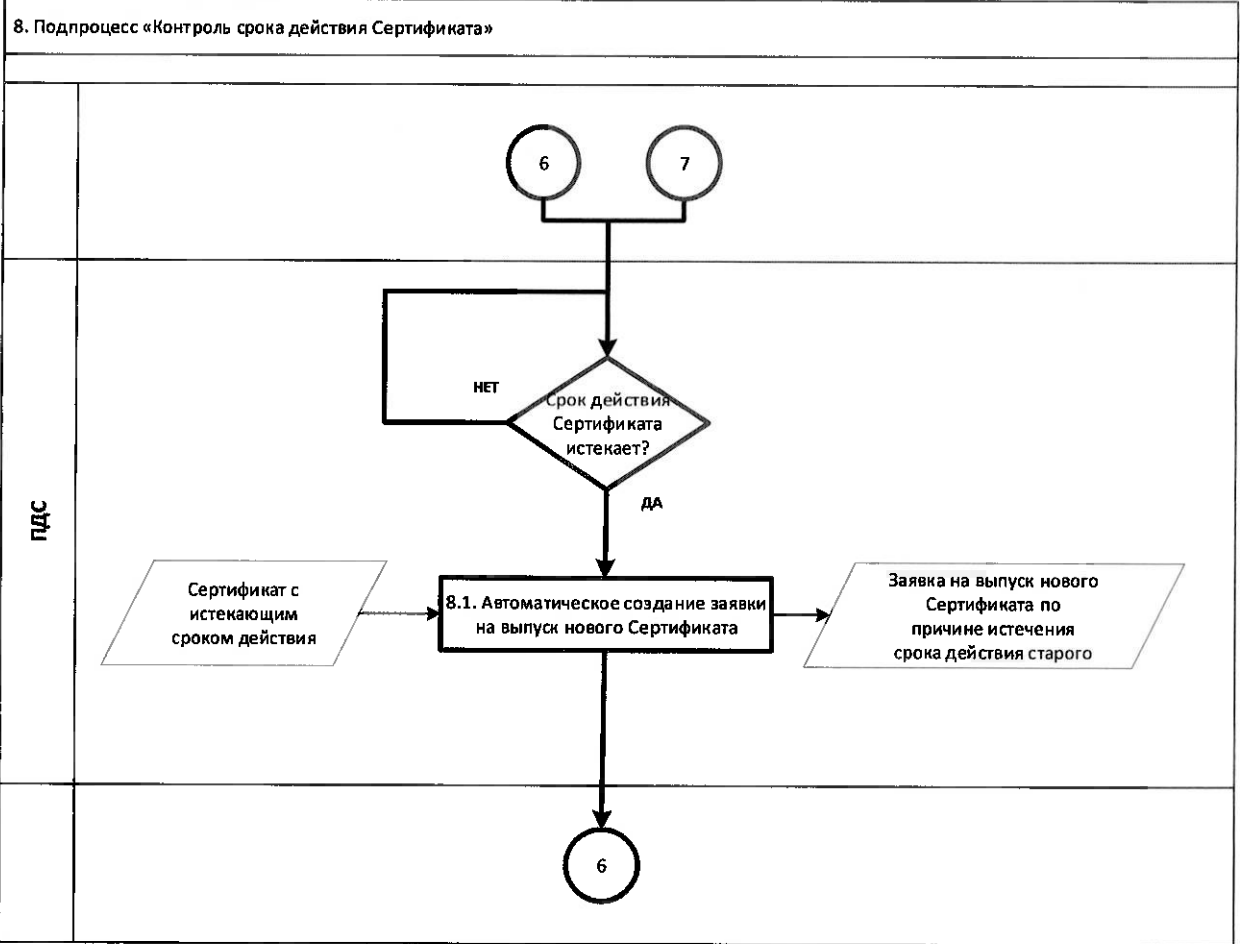 8. Подпроцесс «Контроль срока действия Сертификата»
6
7
НЕТ
Срок действия
Сертификата
истекает?
ДА
ПДС
Сертификат с
истекающим
сроком действия
8.1. Автоматическое создание заявки
на выпуск нового Сертификата
Заявка на выпуск нового
Сертификата по
причине истечения
срока действия старого
6